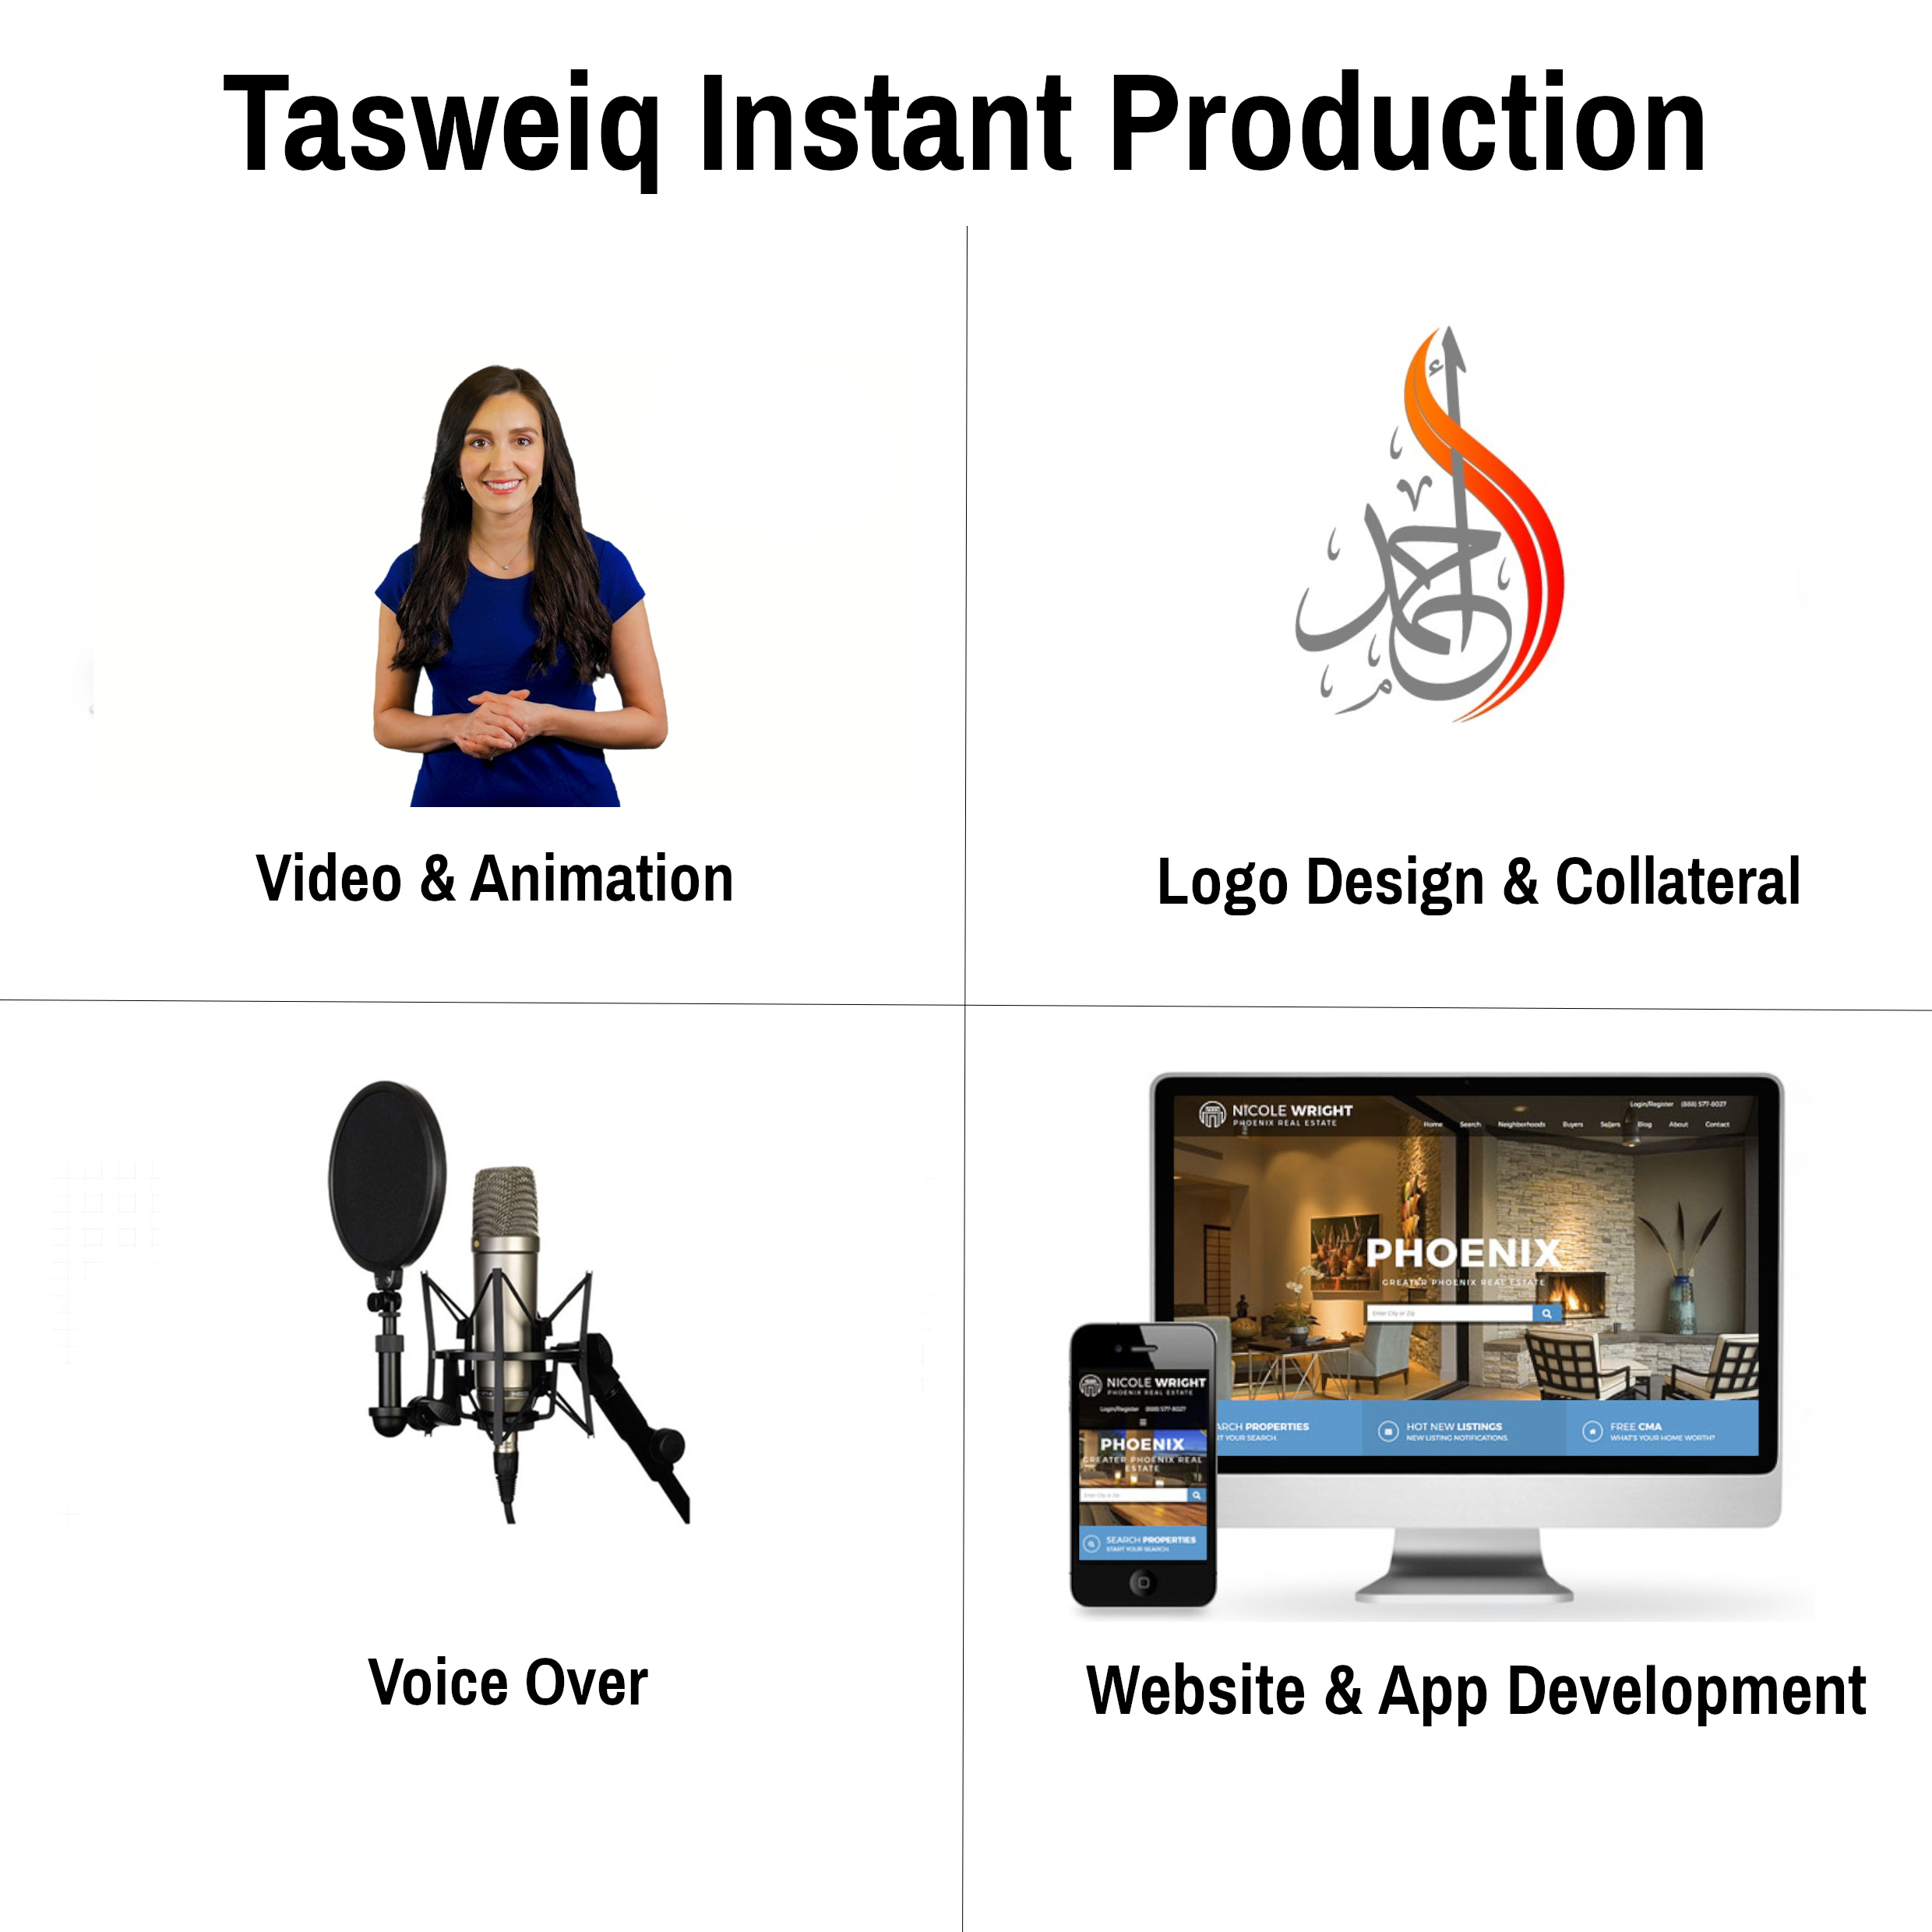 Tasweiq Instant Production
أحمد
Video & Animation
Logo Design & Collateral
NICOLE WRIGHT
PHOENIX REAL ESTATE
Login/Register (888) 577-8027
Home Search Neighborhoods Buyers Sellers Blog About Contact
PHOENIX
GREATER PHOENIX REAL ESTATE
Enter City or Zip
ARCH PROPERTIES
T YOUR SEARCH.
HOT NEW LISTINGS
NEW LISTING NOTIFICATIONS.
FREE CMA
WHAT'S YOUR HOME WORTH?
NICOLE WRIGHT
PHOENIX REAL ESTATE
Login/Register (888) 577-8027
PHOENIX
GREATER PHOENIX REAL
ESTATE
Enter City or Zip
SEARCH PROPERTIES
START YOUR SEARCH.
Voice Over
Website & App Development